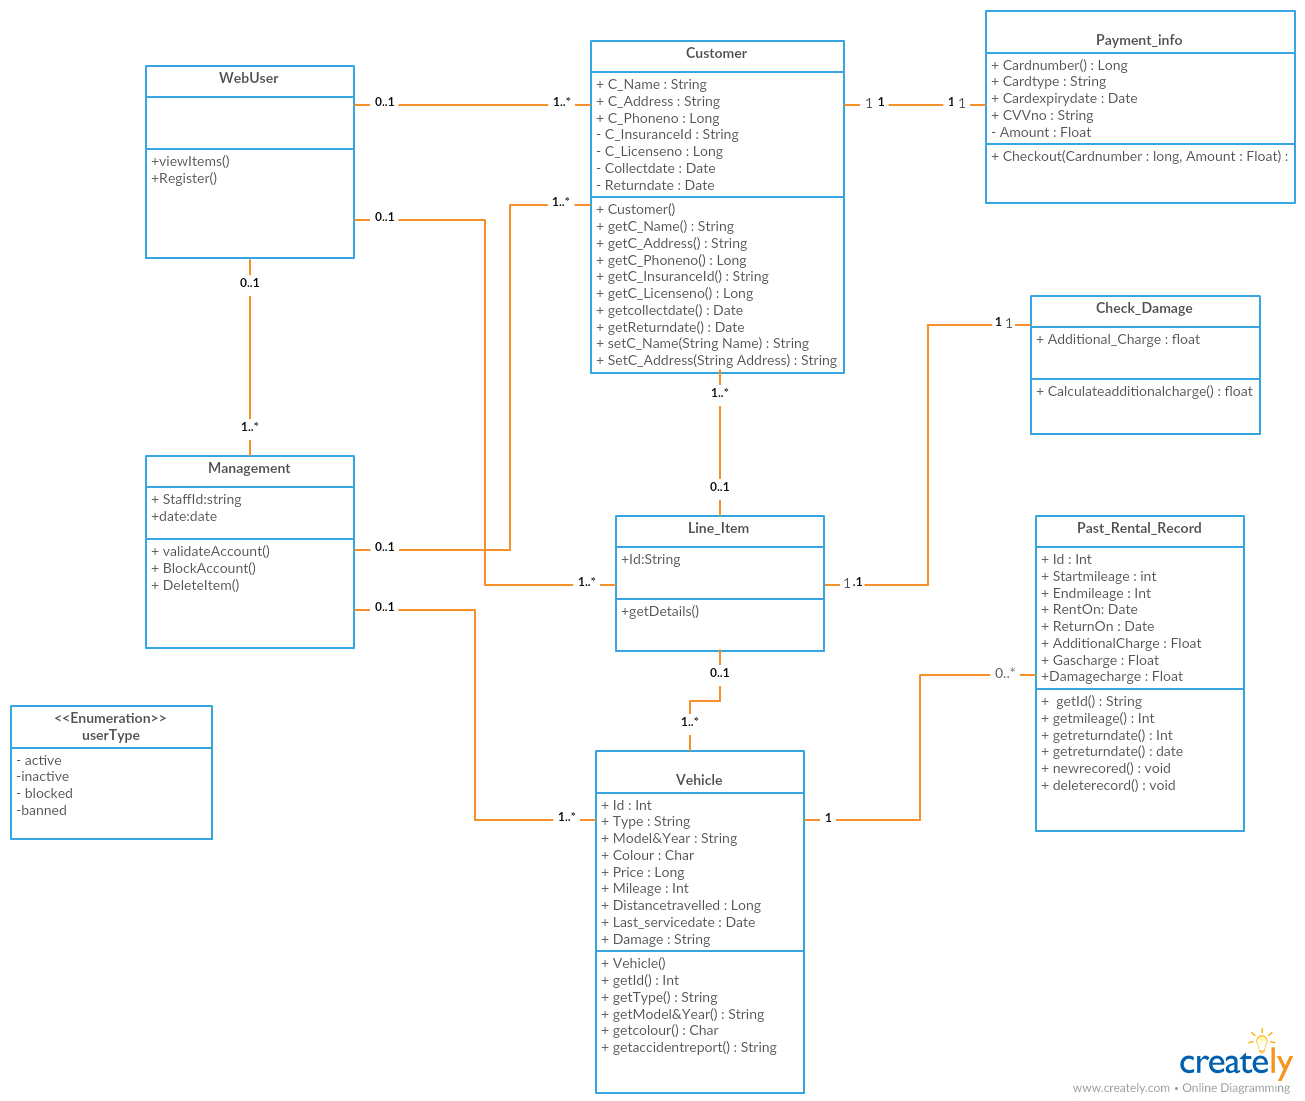 WebUser
+viewItems()
+Register()
0..1
1..*
0..1
0..1
1..*
Customer
+ C_Name : String
+ C_Address : String
+ C_Phoneno : Long
- C_InsuranceId : String
- C_Licenseno : Long
- Collectdate : Date
- Returndate : Date
+ Customer()
+ getC_Name() : String
+ getC_Address() : String
+ getC_Phoneno() : Long
+ getC_InsuranceId() : String
+ getC_Licenseno() : Long
+ getcollectdate() : Date
+ getReturndate() : Date
+ setC_Name(String Name) : String
+ SetC_Address(String Address) : String
1 1
1 1
Payment_info
+ Cardnumber() : Long
+ Cardtype : String
+ Cardexpirydate : Date
+ CVVno : String
- Amount : Float
+ Checkout(Cardnumber : long, Amount : Float) :
1..*
1..*
0..1
1 1
Check_Damage
+ Additional_Charge : float
+ Calculateadditionalcharge() : float
Management
+ StaffId:string
+date:date
+ validateAccount()
+ BlockAccount()
+ DeleteItem()
0..1
0..1
1..*
Line_Item
+Id:String
+getDetails()
1..1
0..1
1..*
Past_Rental_Record
+ Id : Int
+ Startmileage : int
+ Endmileage : Int
+ RentOn: Date
+ ReturnOn : Date
+ AdditionalCharge : Float
+ Gascharge : Float
+Damagecharge : Float
+ getId() : String
+ getmileage() : Int
+ getreturndate() : Int
+ getreturndate() : date
+ newrecored() : void
+ deleterecord() : void
0..*
<<Enumeration>>
userType
- active
-inactive
- blocked
-banned
1..*
Vehicle
+ Id : Int
+ Type : String
+ Model&Year : String
+ Colour : Char
+ Price : Long
+ Mileage : Int
+ Distancetravelled : Long
+ Last_servicedate : Date
+ Damage : String
+ Vehicle()
+ getId() : Int
+ getType() : String
+ getModel&Year() : String
+ getcolour() : Char
+ getaccidentreport() : String
1
creately
www.creately.com • Online Diagramming